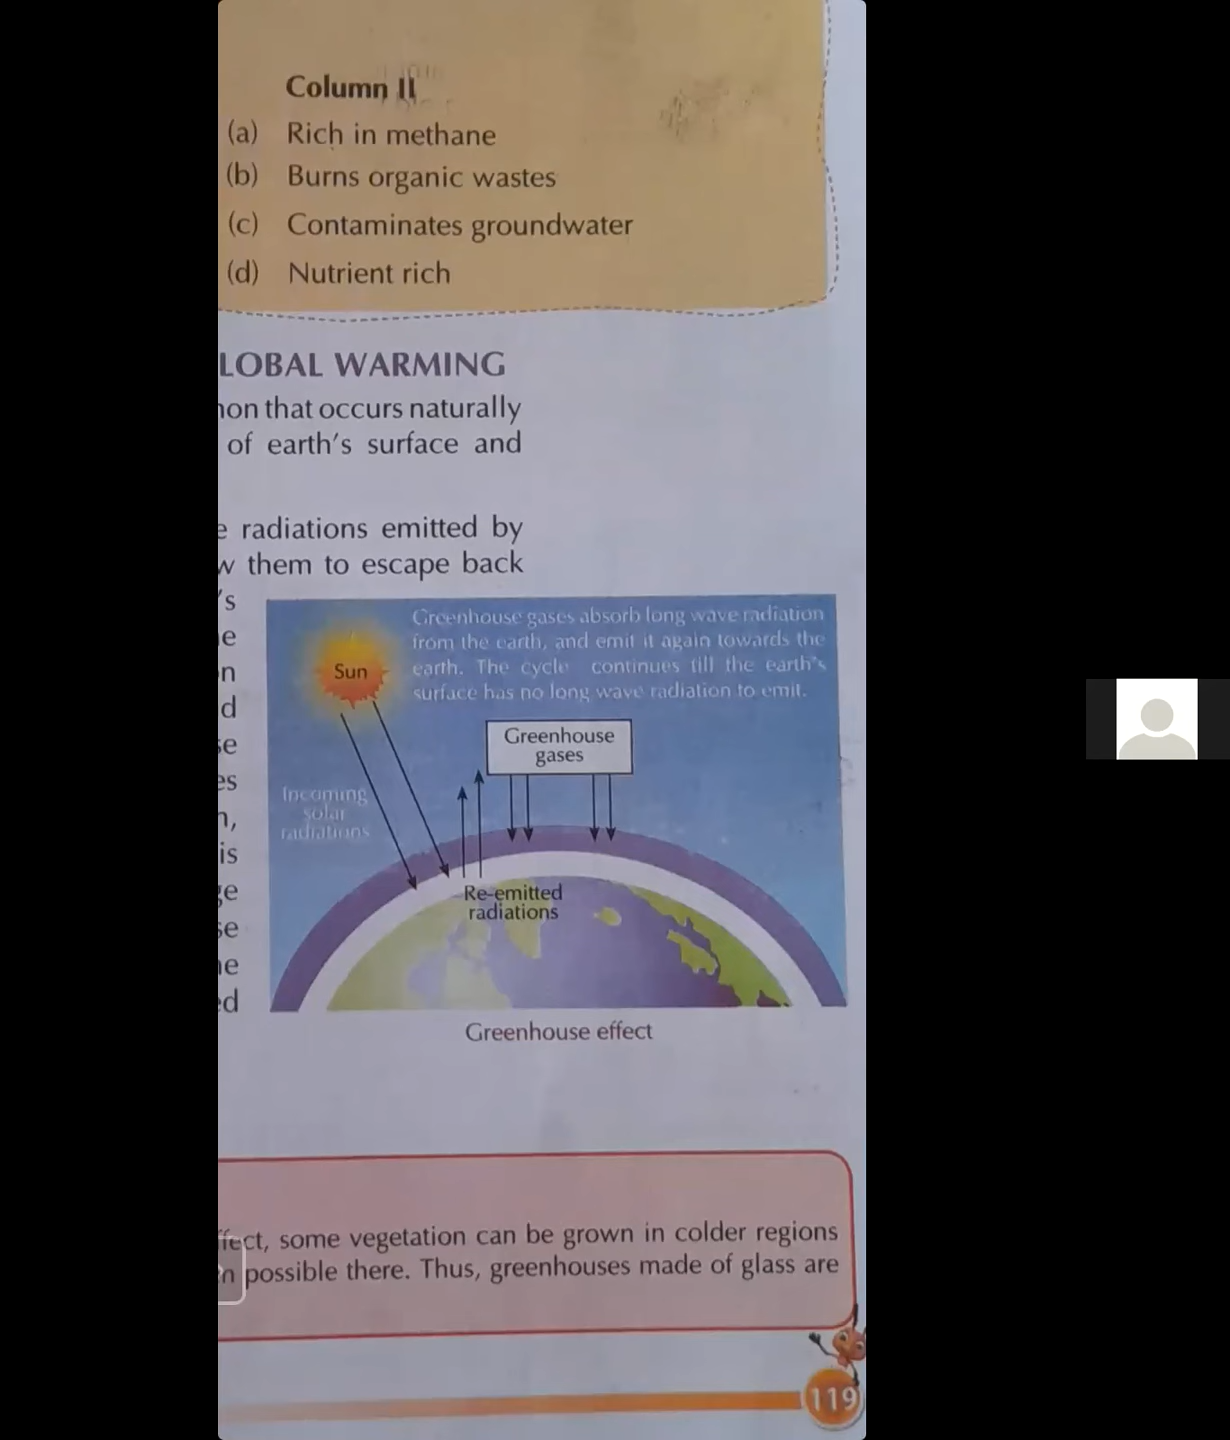 Column II
(a) Rich in methane
(b) Burns organic wastes
(c) Contaminates groundwater
(d) Nutrient rich
LOBAL WARMING
that occurs naturally
of earth's surface and
radiations emitted by
them to escape back
's
Greenhouse gases absorb long wave radiation
from the earth, and emit it again towards the
earth. The cycle continues till the earth's
surface has no long wave radiation to emit.
Sun
Greenhouse
gases
Incoming
solar
radiations
is
Re-emitted
radiations
Greenhouse effect
some vegetation can be grown in colder regions
possible there. Thus, greenhouses made of glass are
119